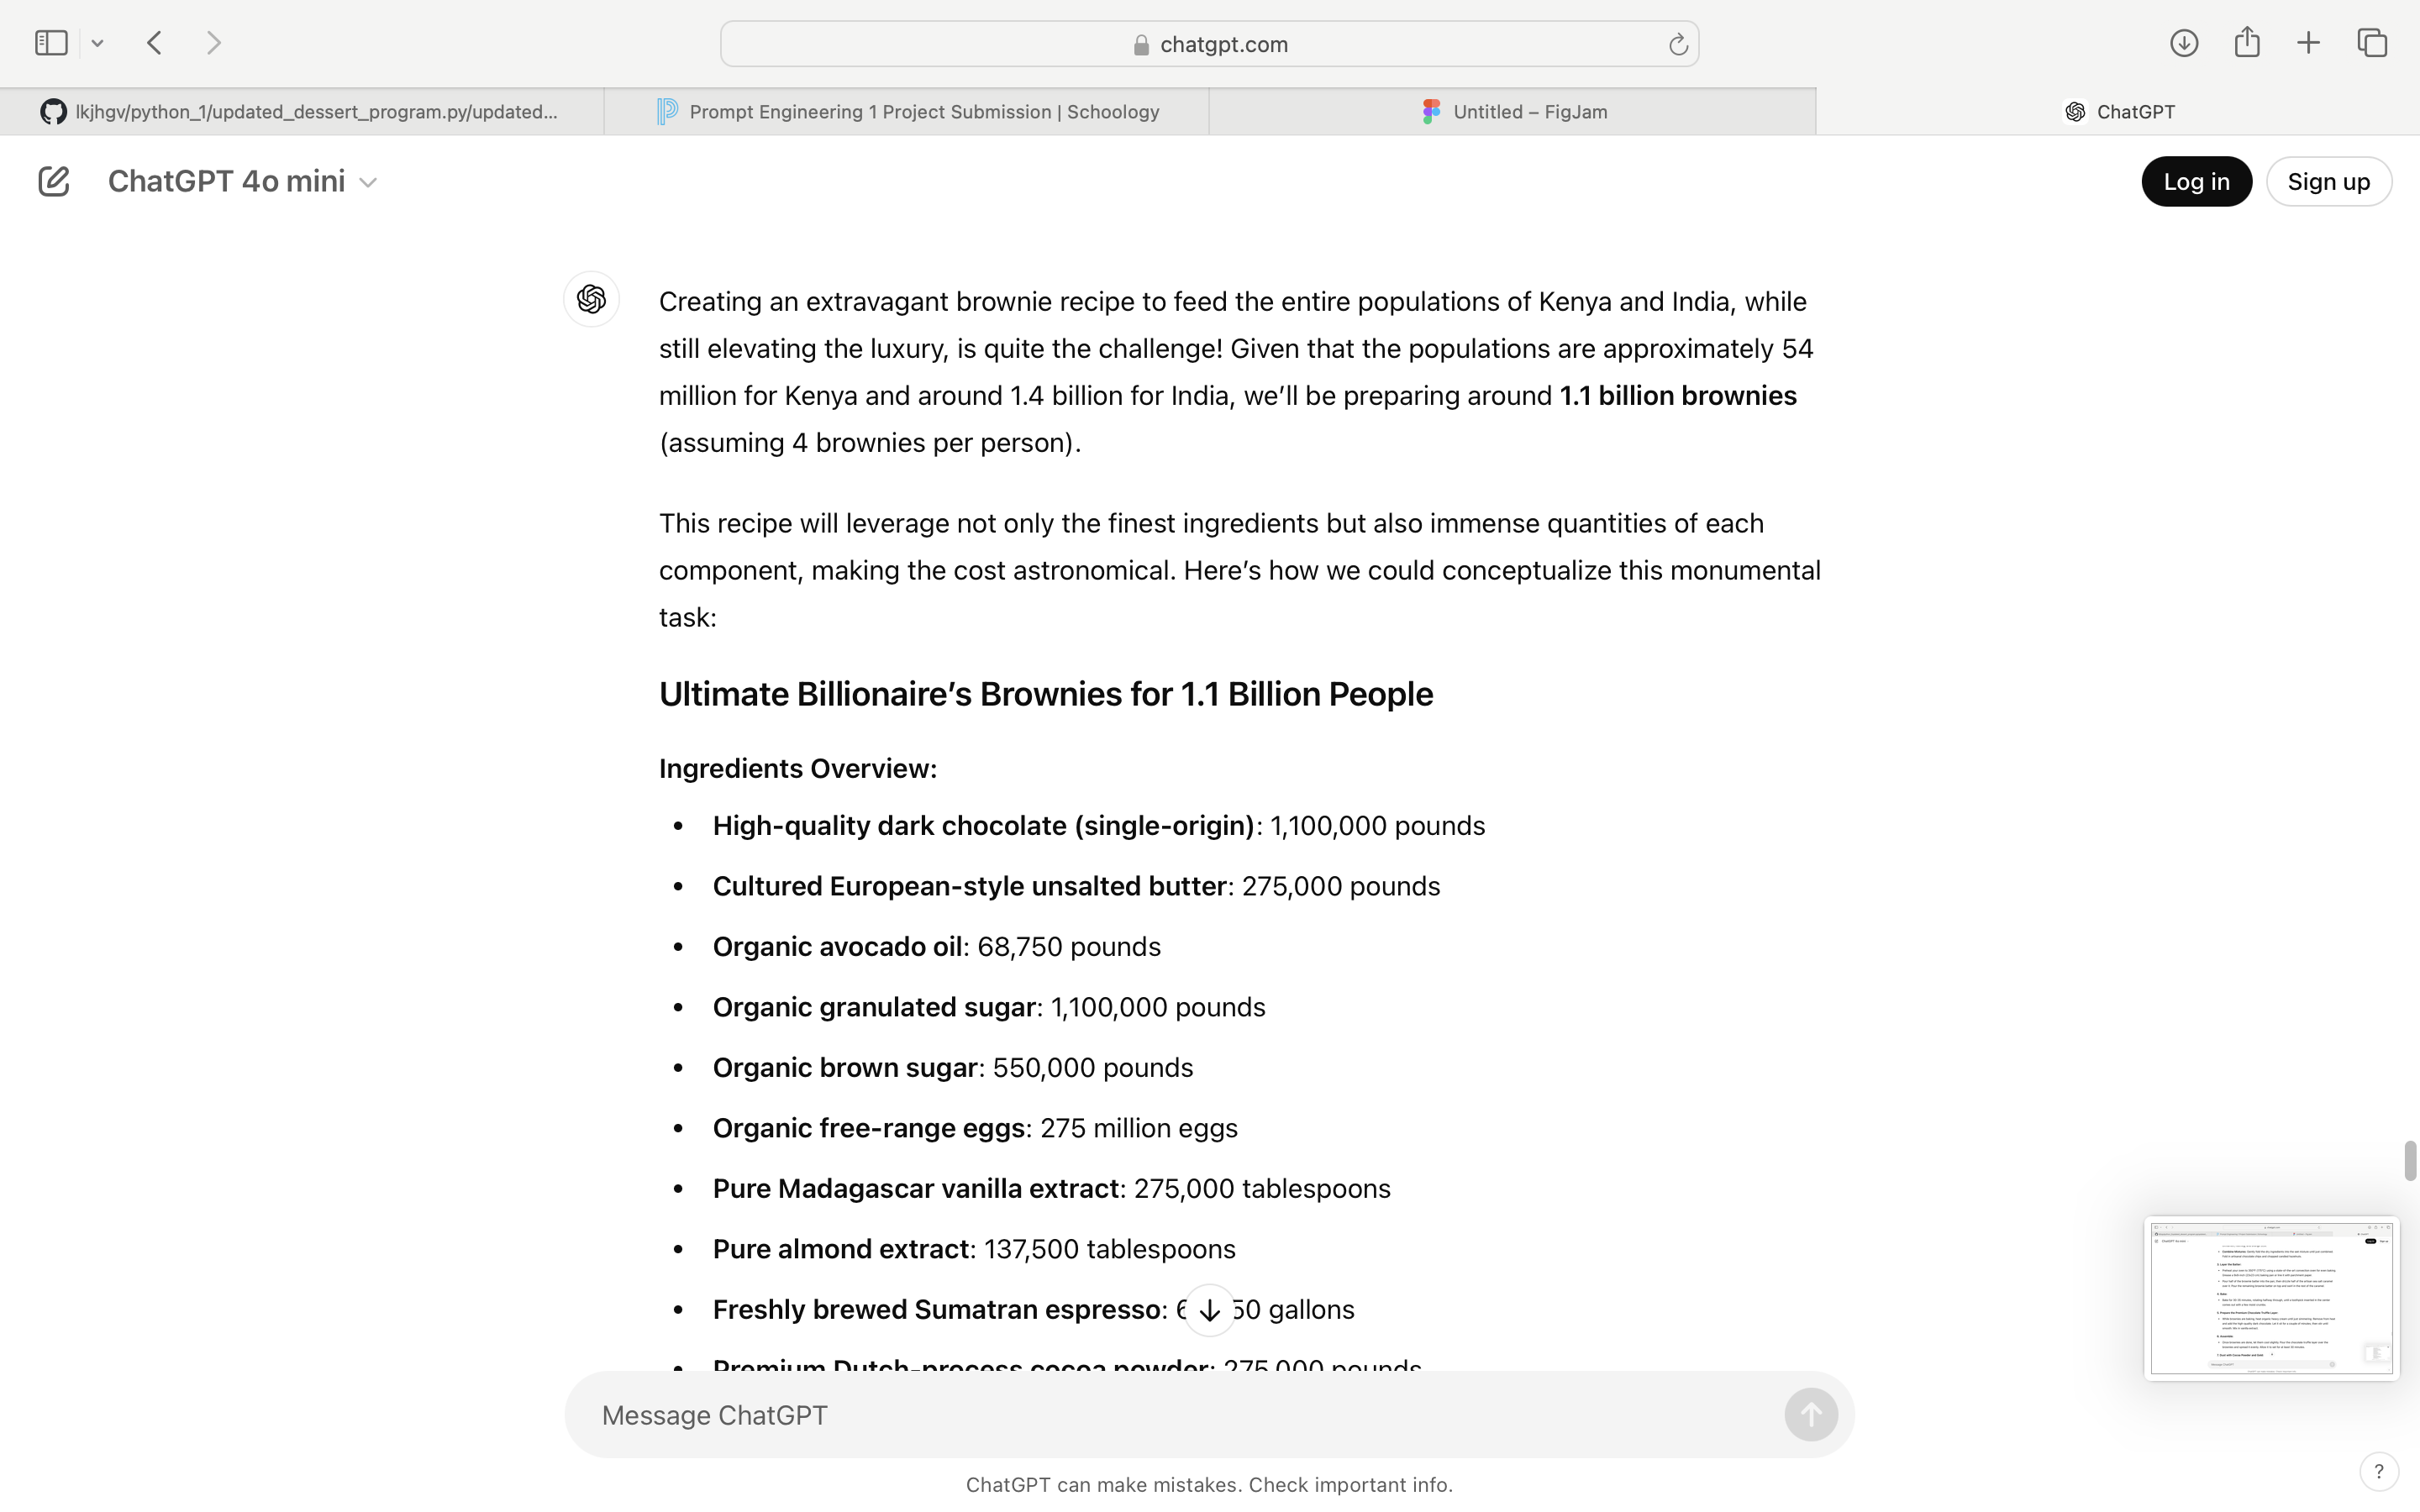 chatgpt.com
lkjhgv/python_1/updated_dessert_program.py/updated...
Prompt Engineering 1 Project Submission | Schoology
Untitled – FigJam
ChatGPT
ChatGPT 4o mini
Log in
Sign up
Creating an extravagant brownie recipe to feed the entire populations of Kenya and India, while
still elevating the luxury, is quite the challenge! Given that the populations are approximately 54
million for Kenya and around 1.4 billion for India, we’ll be preparing around 1.1 billion brownies
(assuming 4 brownies per person).
This recipe will leverage not only the finest ingredients but also immense quantities of each
component, making the cost astronomical. Here’s how we could conceptualize this monumental
task:
Ultimate Billionaire’s Brownies for 1.1 Billion People
Ingredients Overview:
• High-quality dark chocolate (single-origin): 1,100,000 pounds
• Cultured European-style unsalted butter: 275,000 pounds
• Organic avocado oil: 68,750 pounds
• Organic granulated sugar: 1,100,000 pounds
• Organic brown sugar: 550,000 pounds
• Organic free-range eggs: 275 million eggs
• Pure Madagascar vanilla extract: 275,000 tablespoons
• Pure almond extract: 137,500 tablespoons
• Freshly brewed Sumatran espresso: gallons
• Premium Dutch-process cocoa powder: 275,000 pounds
Message ChatGPT
ChatGPT can make mistakes. Check important info.
?